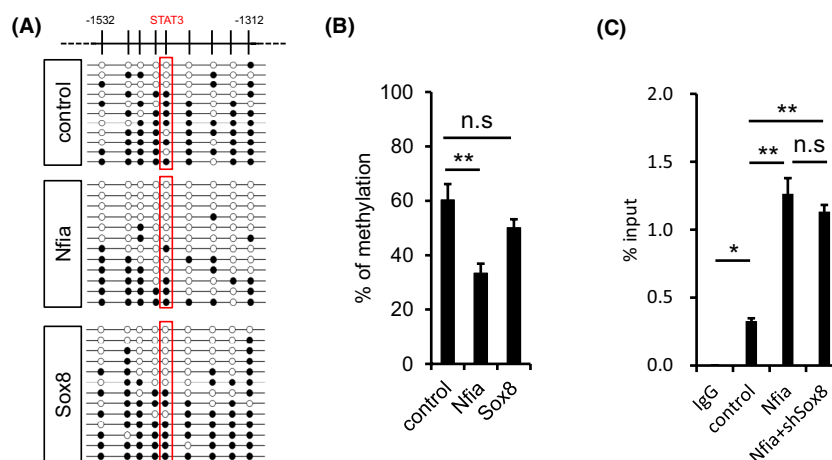 (A)
-1532
STAT3
-1312
control
Nfia
Sox8
(B)
% of methylation
100
80
60
40
20
0
n.s
**
control
Nfia
Sox8
(C)
% input
2.0
1.5
1.0
0.5
0.0
**
**
n.s
*
IgG
control
Nfia
Nfia+shSox8